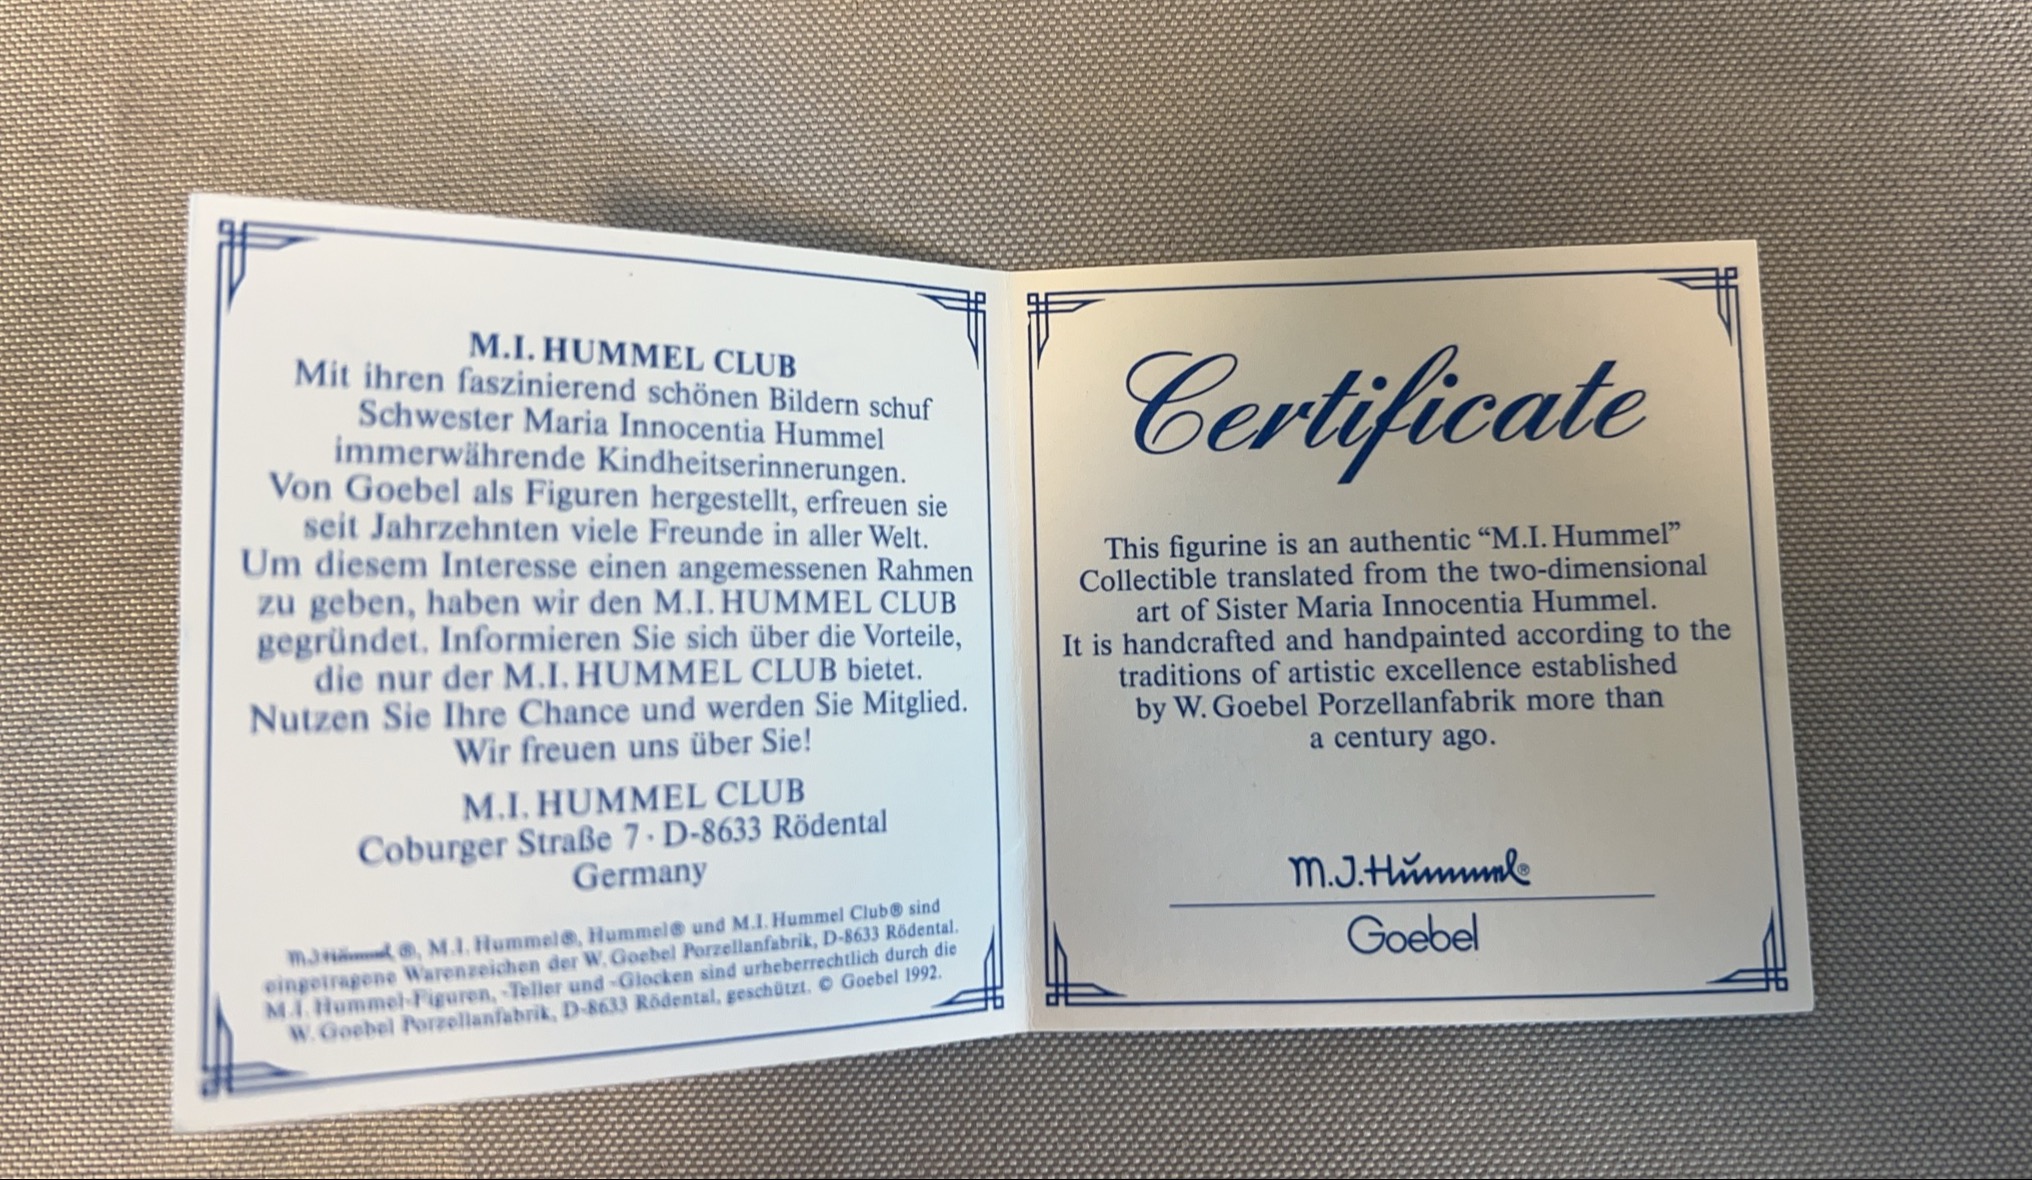 M.I. HUMMEL CLUB
Mit ihren faszinierend schönen Bildern schuf
Schwester Maria Innocentia Hummel
immerwährende Kindheitserinnerungen.
Von Goebel als Figuren hergestellt, erfreuen sie
seit Jahrzehnten viele Freunde in aller Welt.
Um diesem Interesse einen angemessenen Rahmen
zu geben, haben wir den M.I. HUMMEL CLUB
gegründet. Informieren Sie sich über die Vorteile,
die nur der M.I. HUMMEL CLUB bietet.
Nutzen Sie Ihre Chance und werden Sie Mitglied.
Wir freuen uns über Sie!
M.I. HUMMEL CLUB
Coburger Straße 7 · D-8633 Rödental
Germany
M.J. Hummel ®, M.I. Hummel®, Hummel® und M.I. Hummel Club® sind
eingetragene Warenzeichen der W. Goebel Porzellanfabrik, D-8633 Rödental.
M.I. Hummel-Figuren, -Teller und -Glocken sind urheberrechtlich durch die
W. Goebel Porzellanfabrik, D-8633 Rödental, geschützt. © Goebel 1992.
Certificate
This figurine is an authentic “M.I. Hummel”
Collectible translated from the two-dimensional
art of Sister Maria Innocentia Hummel.
It is handcrafted and handpainted according to the
traditions of artistic excellence established
by W. Goebel Porzellanfabrik more than
a century ago.
M.J. Hummel®
Goebel